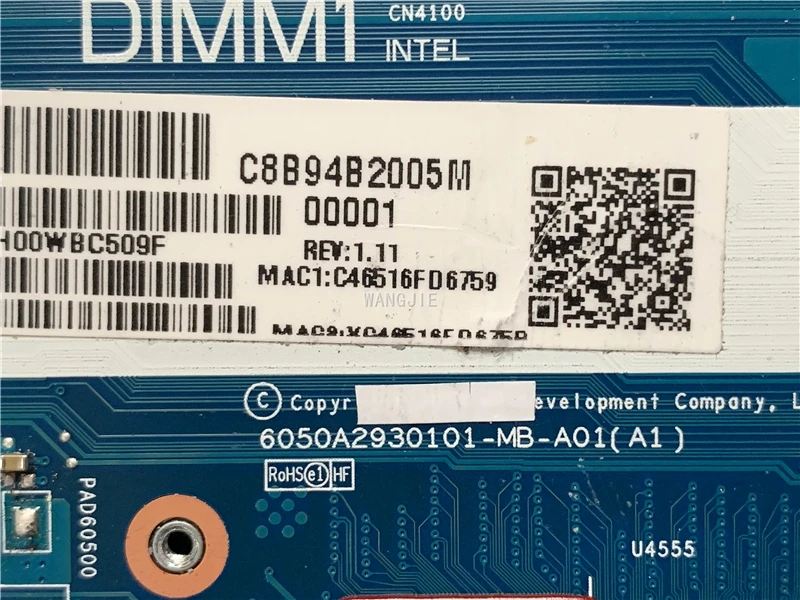 DIMM1
CN4100
INTEL
C8B94B2005M
00001
H00WBC509F
REV:1.11
MAC1:C46516FD6759
WANGJIE
© Copyr
evelopment Company, L
6050A2930101-MB-A01(A1)
RoHS e1 HF
PAD60500
U4555